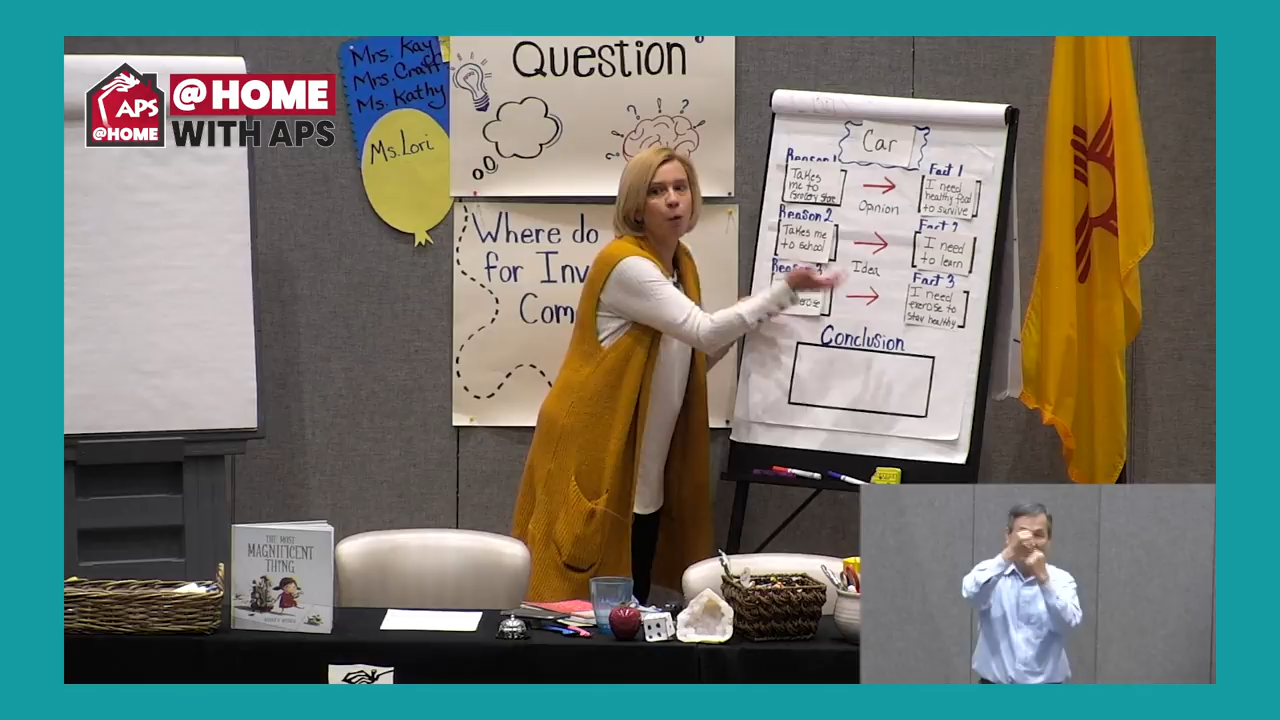 APS
@HOME
@HOME
WITH APS
Mrs. Kay
Mrs. Craft
Ms. Kathy
Ms. Lori
Question
Where do
for Inv
Com
Car
Reason 1
Takes
me to
Grocery Store
Opinion
Fact 1
I need
healthy food
to survive
Reason 2
Takes me
to school
Idea
Fact 2
I need
to learn
Reason 3
Fact 3
I need
exercise to
stay healthy
Conclusion
THE MOST
MAGNIFICENT
THING